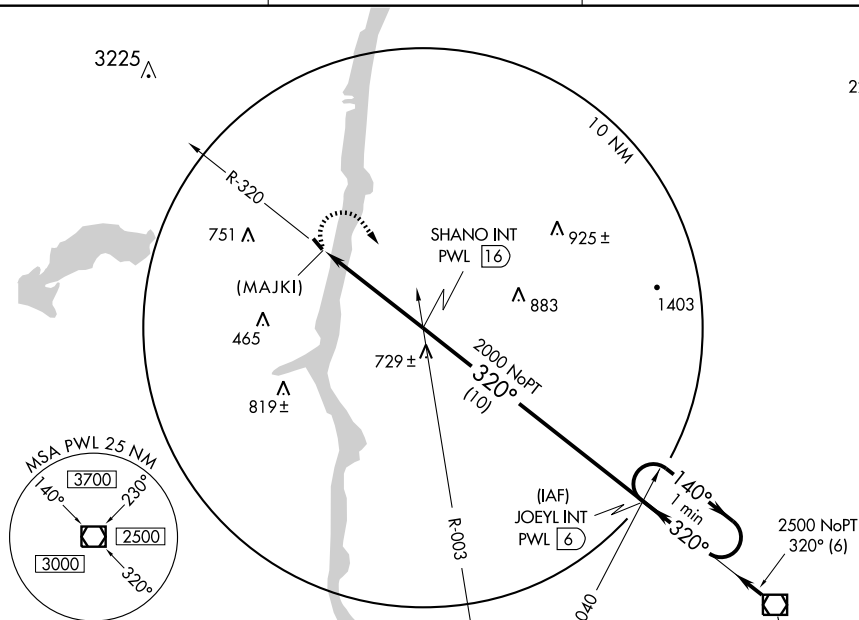 3225
10 NM
R-320
751
SHANO INT
PWL 16
925 ±
(MAJKI)
883
1403
465
729 ±
2000 NoPT
320°
(10)
819 ±
MSA PWL 25 NM
3700
140°
230°
2500
3000
320°
R-003
(IAF)
JOEYL INT
PWL 6
140°
1 min
320°
2500 NoPT
320° (6)
040